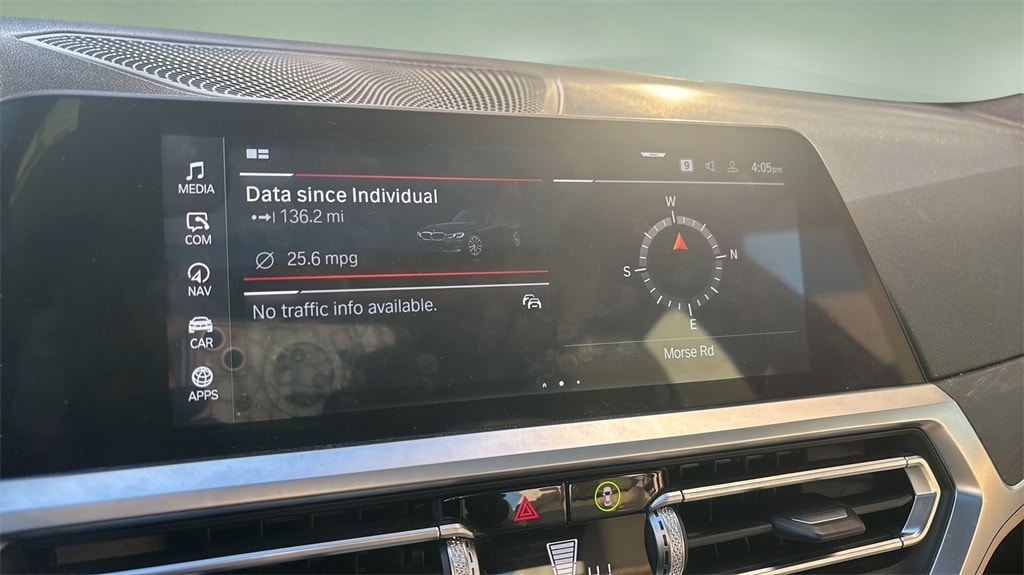 MEDIA
COM
NAV
CAR
APPS
Data since Individual
136.2 mi
25.6 mpg
No traffic info available.
9
4:05pm
W
S
N
E
Morse Rd